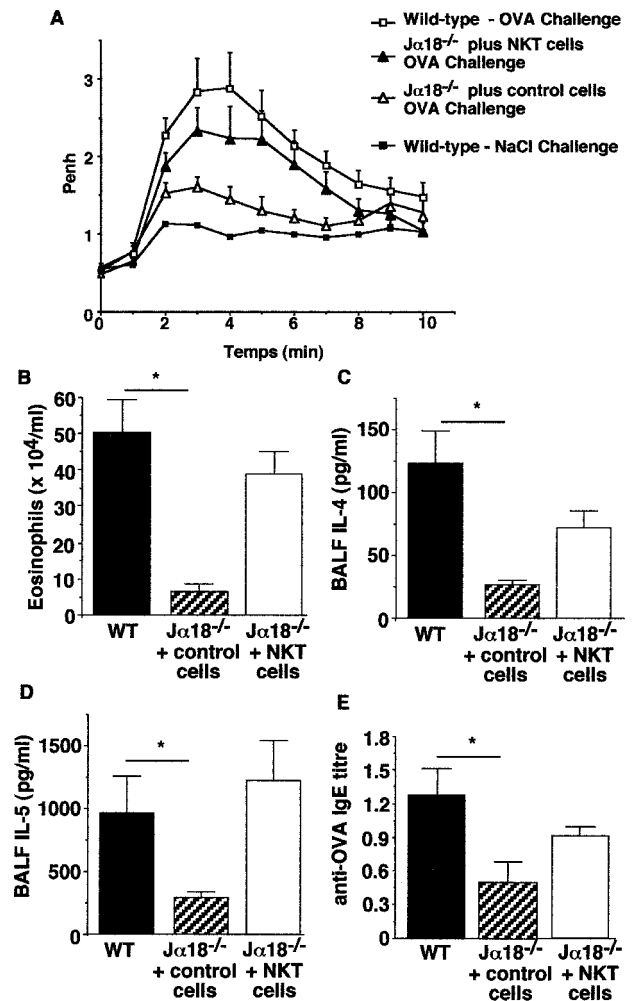 A
Wild-type - OVA Challenge
Jα18-/- plus NKT cells
OVA Challenge
Jα18-/- plus control cells
OVA Challenge
Wild-type - NaCl Challenge
Penh
3
2
1
0
0 2 4 6 8 10
Temps (min)
B
*
Eosinophils (x 10⁴/ml)
60
50
40
30
20
10
0
WT
Jα18-/-
+ control
cells
Jα18-/-
+ NKT
cells
C
*
BALF IL-4 (pg/ml)
150
100
50
0
WT
Jα18-/-
+ control
cells
Jα18-/-
+ NKT
cells
D
*
BALF IL-5 (pg/ml)
1500
1000
500
0
WT
Jα18-/-
+ control
cells
Jα18-/-
+ NKT
cells
E
*
anti-OVA IgE titre
1.8
1.5
1.2
0.9
0.6
0.3
0
WT
Jα18-/-
+ control
cells
Jα18-/-
+ NKT
cells